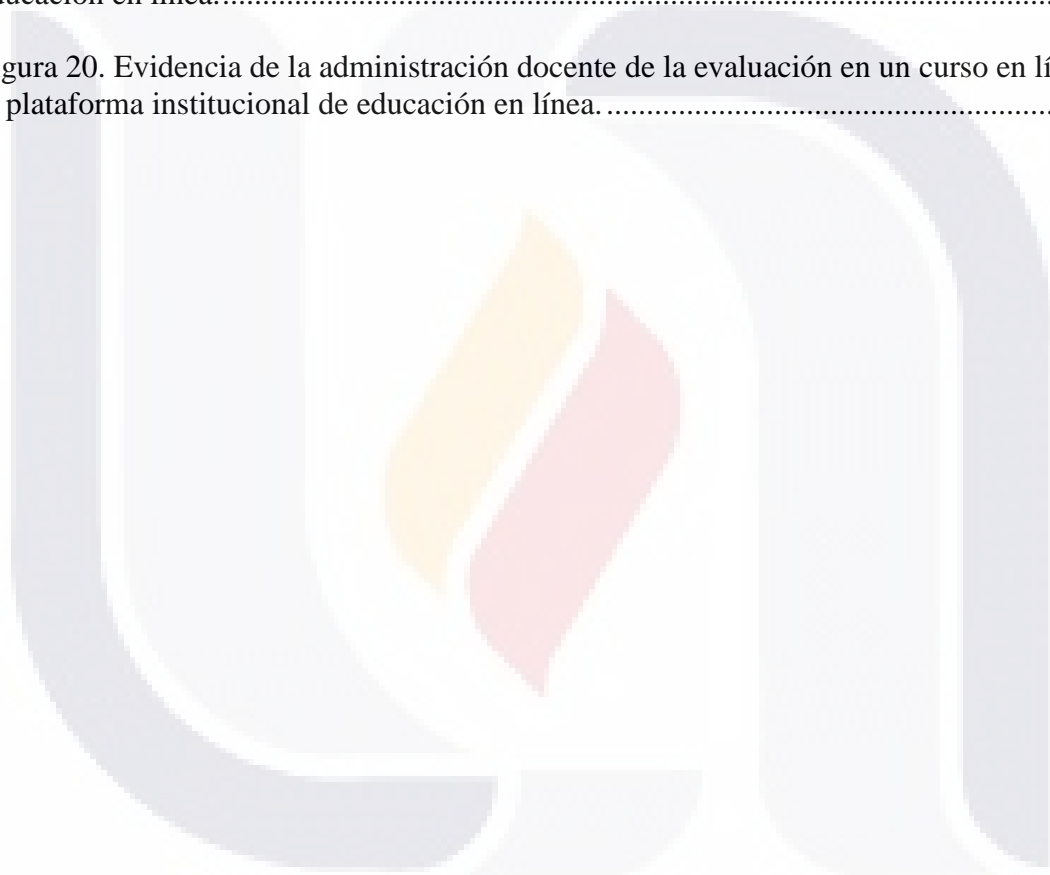 ducación en línea.......................................................................................................
gura 20. Evidencia de la administración docente de la evaluación en un curso en lí
plataforma institucional de educación en línea. ......................................................